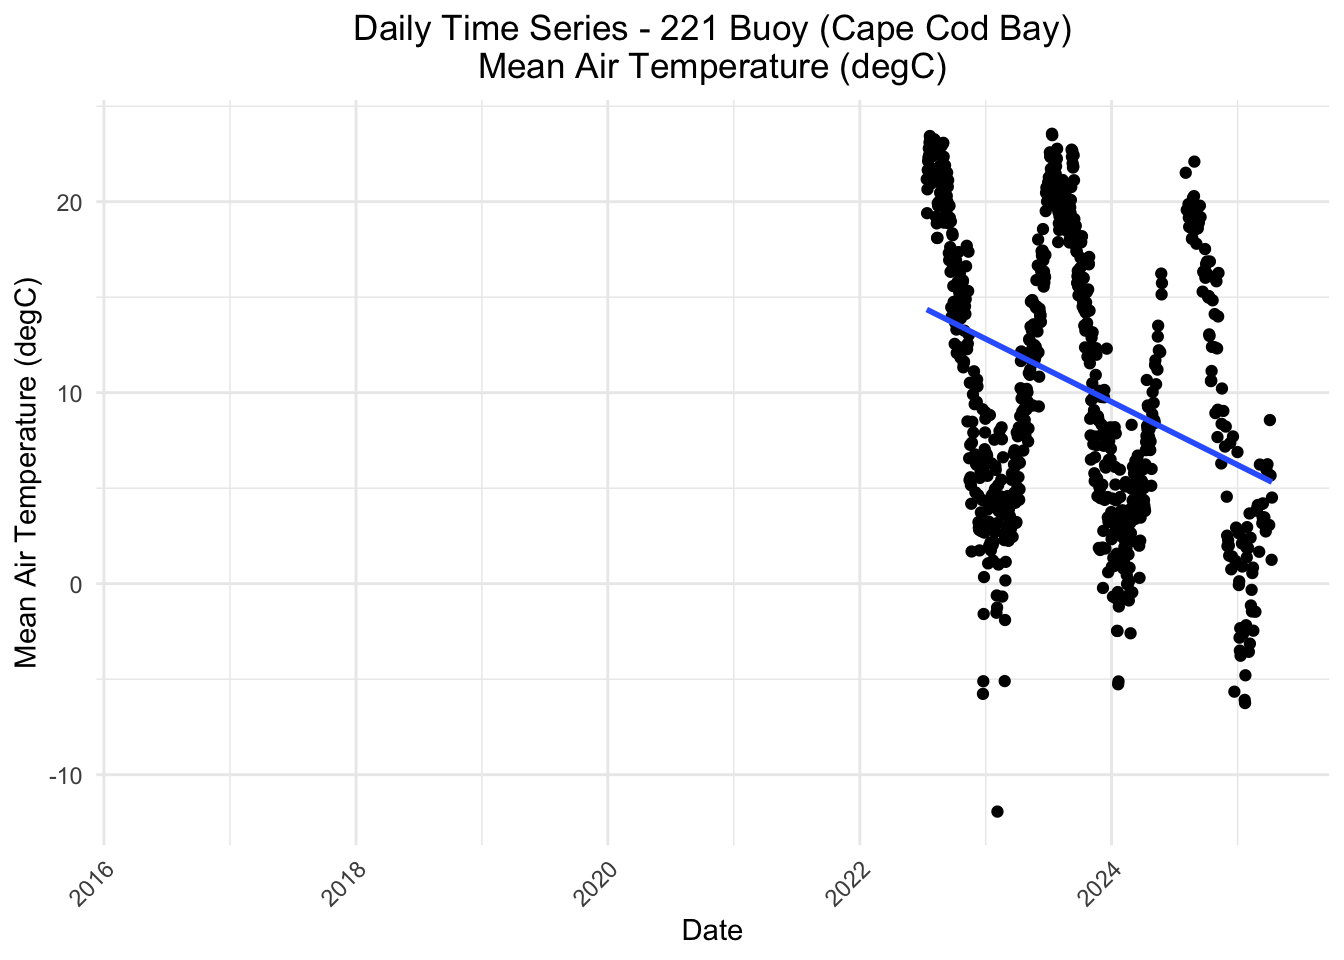 Daily Time Series - 221 Buoy (Cape Cod Bay)
Mean Air Temperature (degC)
Mean Air Temperature (degC)
20
10
0
-10
2016
2018
2020
2022
2024
Date